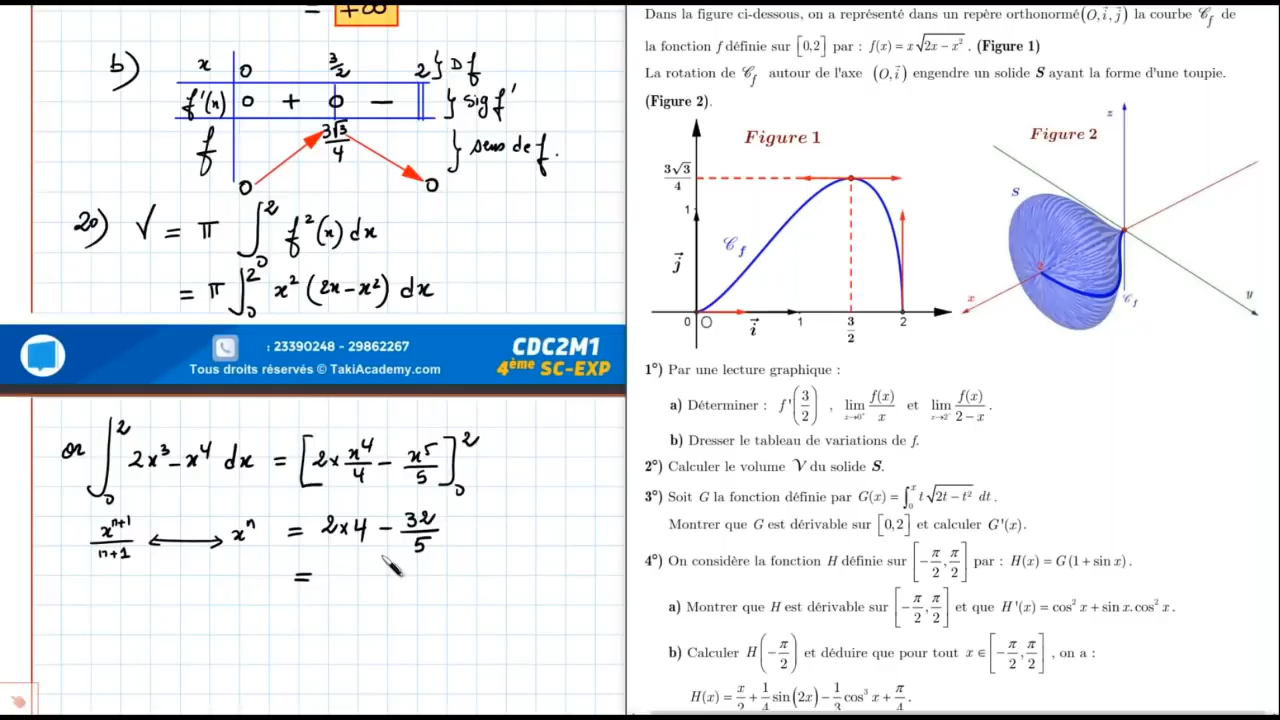 = +∞
b) x 0 3/2 2 } Df
f'(x) 0 + 0 − } sig f'
f 0 3√3/4 0 } sens de f.
2°) V = π ∫₀² f²(x) dx
= π ∫₀² x² (2x − x²) dx
: 23390248 - 29862267
Tous droits réservés © TakiAcademy.com
CDC2M1
4ème SC-EXP
or ∫₀² 2x³ − x⁴ dx = [2 × x⁴/4 − x⁵/5]₀²
xⁿ⁺¹/(n+1) ⟷ xⁿ = 2×4 − 32/5
=
Dans la figure ci-dessous, on a représenté dans un repère orthonormé (O, i⃗, j⃗) la courbe 𝒞f de
la fonction f définie sur [0,2] par : f(x) = x√(2x − x²) . (Figure 1)
La rotation de 𝒞f autour de l'axe (O, i⃗) engendre un solide S ayant la forme d'une toupie.
(Figure 2).
Figure 1
3√3/4
1
𝒞f
j⃗
0 O i⃗ 1 3/2 2
Figure 2
z
S
2
x
𝒞f
y
1°) Par une lecture graphique :
a) Déterminer : f'(3/2) , lim x→0⁺ f(x)/x et lim x→2⁻ f(x)/(2−x) .
b) Dresser le tableau de variations de f.
2°) Calculer le volume 𝒱 du solide S.
3°) Soit G la fonction définie par G(x) = ∫₀ˣ t√(2t − t²) dt .
Montrer que G est dérivable sur [0,2] et calculer G'(x).
4°) On considère la fonction H définie sur [−π/2, π/2] par : H(x) = G(1 + sin x) .
a) Montrer que H est dérivable sur [−π/2, π/2] et que H'(x) = cos² x + sin x. cos² x .
b) Calculer H(−π/2) et déduire que pour tout x ∈ [−π/2, π/2] , on a :
H(x) = x/2 + 1/4 sin(2x) − 1/3 cos³ x + π/4 .